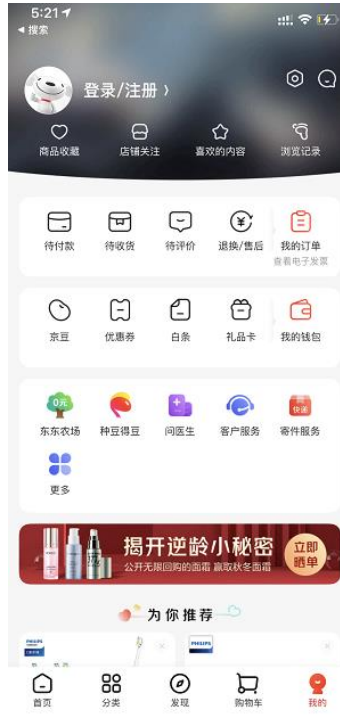 5:21
搜索
登录/注册
商品收藏
店铺关注
喜欢的内容
浏览记录
待付款
待收货
待评价
退换/售后
我的订单
查看电子发票
京豆
优惠券
白条
礼品卡
我的钱包
0元
快递
东东农场
种豆得豆
问医生
客户服务
寄件服务
更多
揭开逆龄小秘密
公开无限回购的面霜 赢取秋冬面霜
立即
晒单
为你推荐
PHILIPS
PHILIPS
首页
分类
发现
购物车
我的